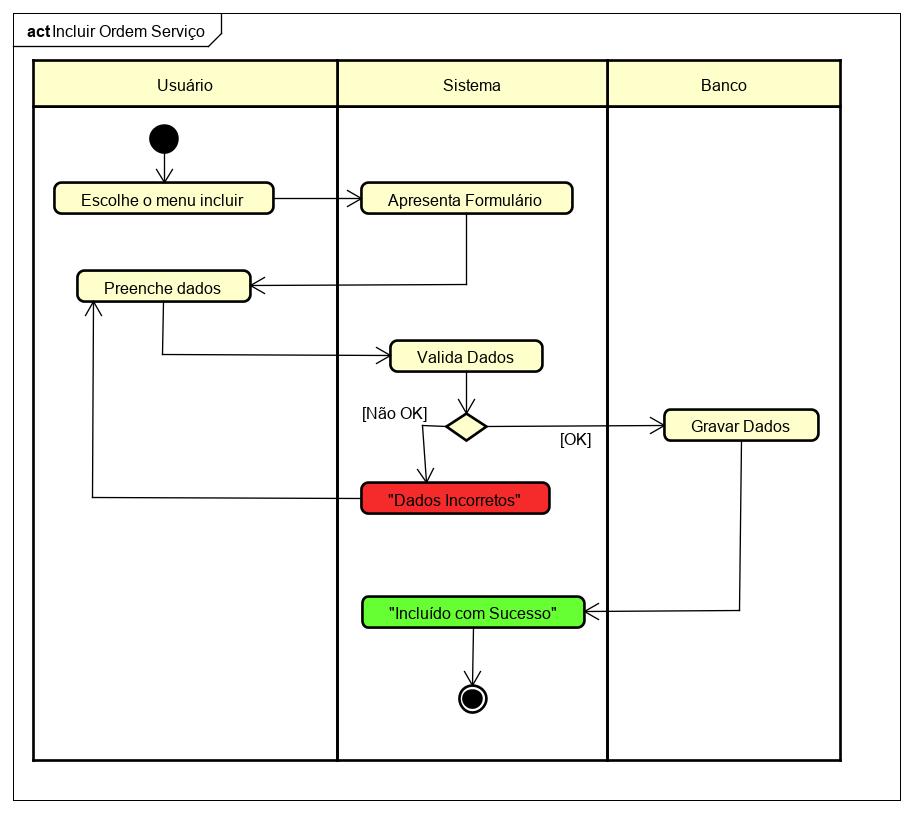 act Incluir Ordem Serviço
Usuário
Sistema
Banco
Escolhe o menu incluir
Apresenta Formulário
Preenche dados
Valida Dados
[Não OK]
[OK]
Gravar Dados
"Dados Incorretos"
"Incluído com Sucesso"